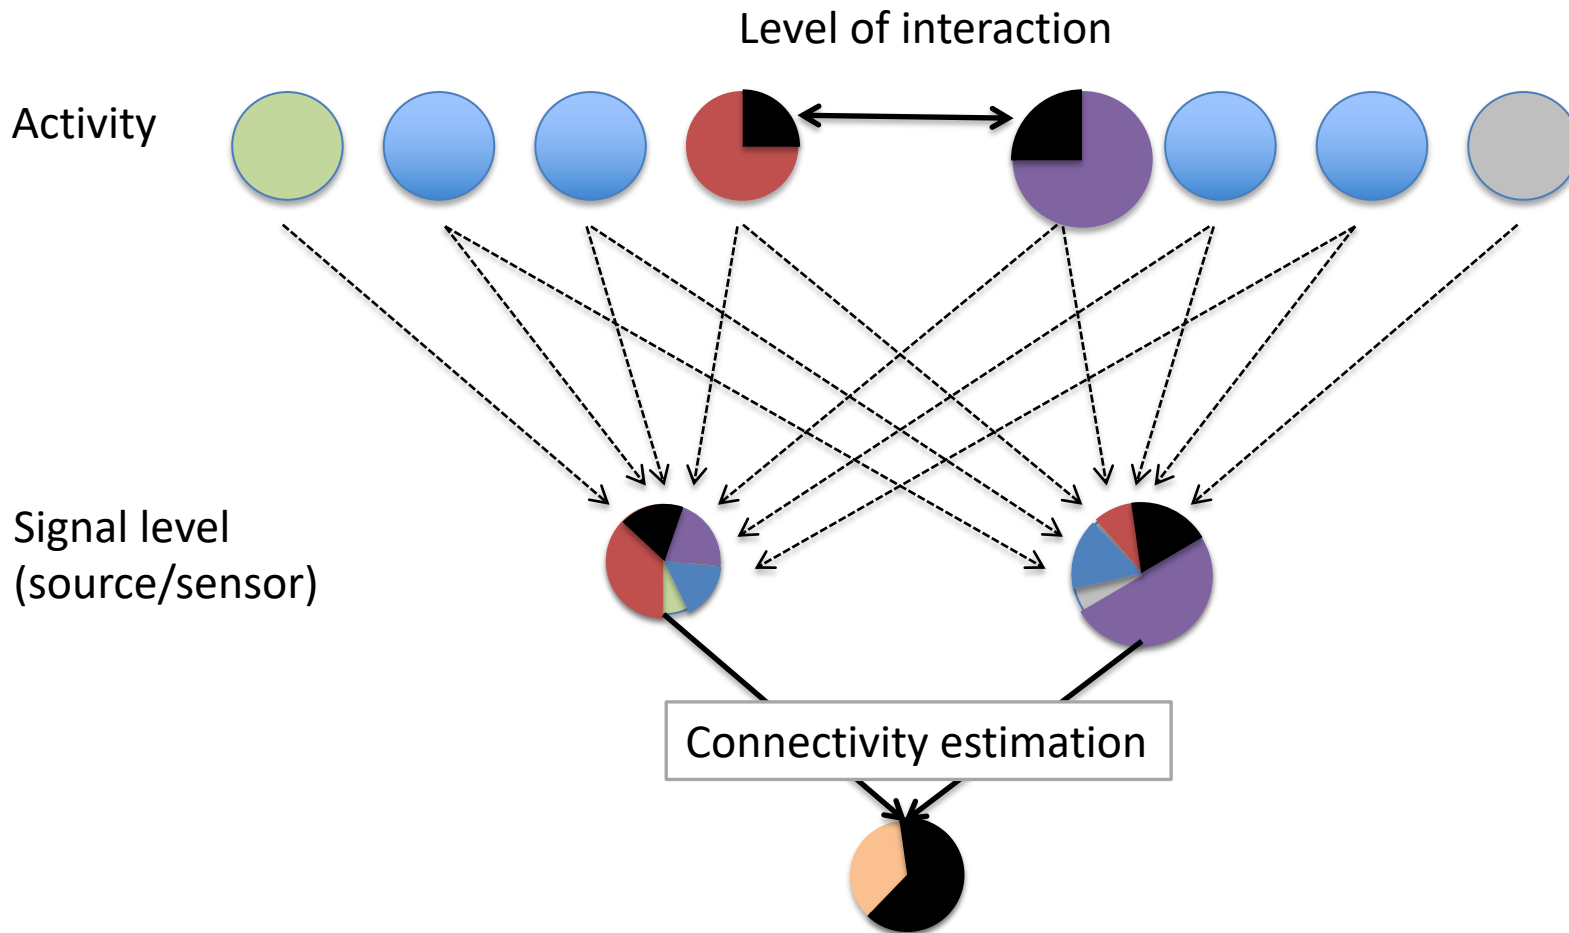 Level of interaction
Activity
Signal level
(source/sensor)
Connectivity estimation